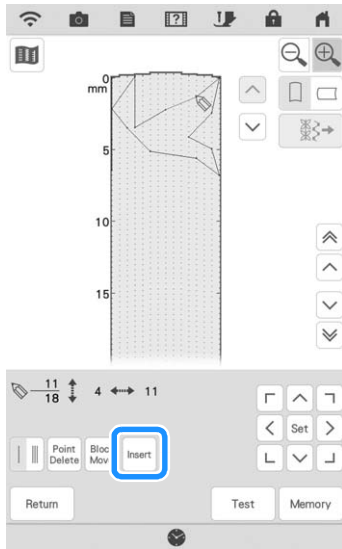 0
mm
5
10
15
11
18
4
11
Set
Point
Delete
Bloc
Mov
Insert
Return
Test
Memory